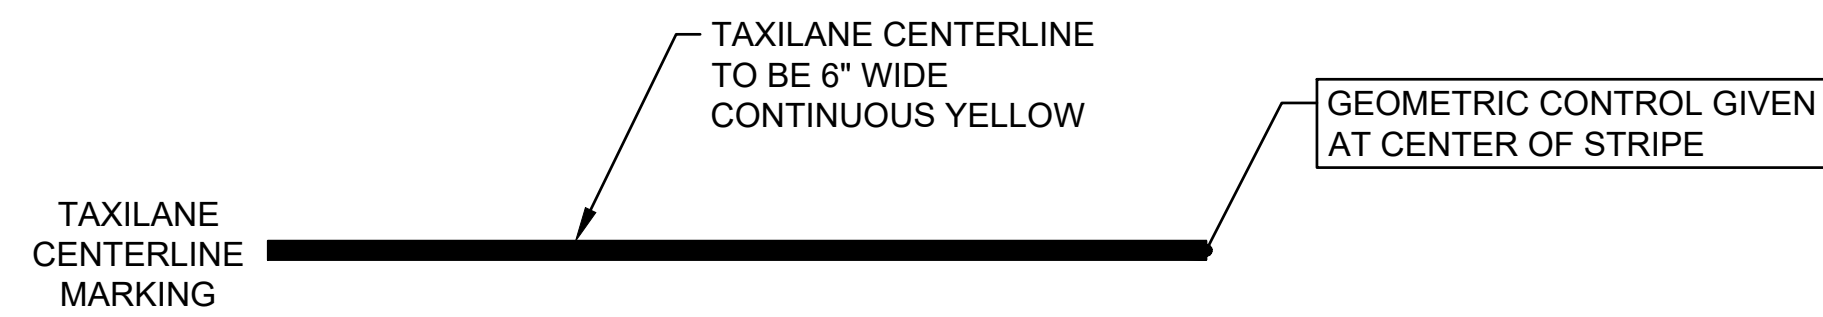 TAXILANE CENTERLINE
TO BE 6" WIDE
CONTINUOUS YELLOW
GEOMETRIC CONTROL GIVEN
AT CENTER OF STRIPE
TAXILANE
CENTERLINE
MARKING